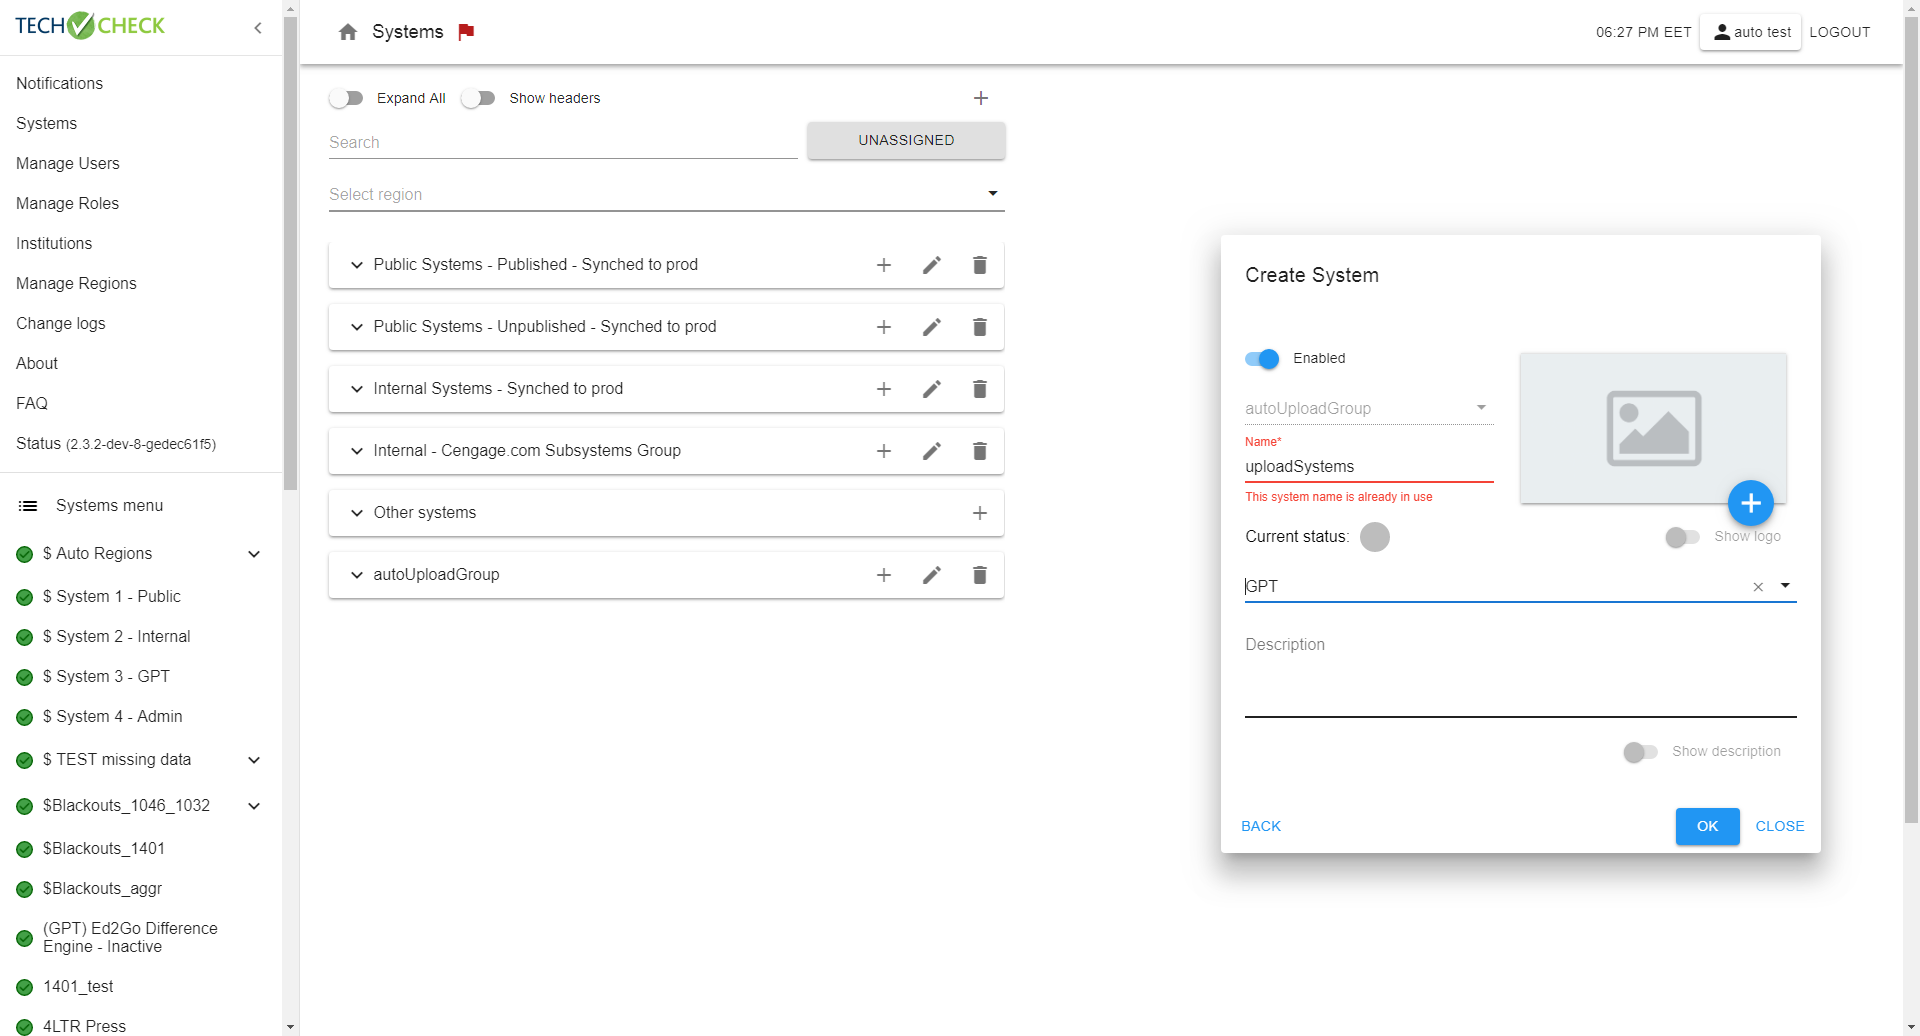 TECH CHECK
Notifications
Systems
Manage Users
Manage Roles
Institutions
Manage Regions
Change logs
About
FAQ
Status (2.3.2-dev-8-gedec61f5)
Systems menu
$ Auto Regions
$ System 1 - Public
$ System 2 - Internal
$ System 3 - GPT
$ System 4 - Admin
$ TEST missing data
$Blackouts_1046_1032
$Blackouts_1401
$Blackouts_aggr
(GPT) Ed2Go Difference
Engine - Inactive
1401_test
4LTR Press
Systems
06:27 PM EET
auto test
LOGOUT
Expand All
Show headers
Search
UNASSIGNED
Select region
Public Systems - Published - Synched to prod
Public Systems - Unpublished - Synched to prod
Internal Systems - Synched to prod
Internal - Cengage.com Subsystems Group
Other systems
autoUploadGroup
Create System
Enabled
autoUploadGroup
Name*
uploadSystems
This system name is already in use
Current status:
Show logo
GPT
Description
Show description
BACK
OK
CLOSE